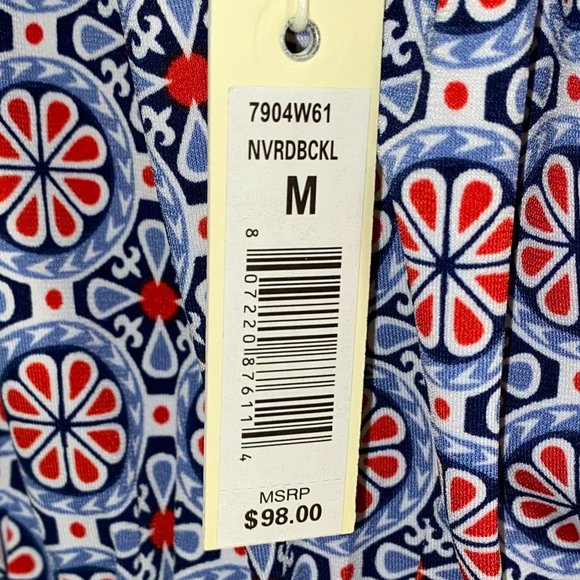 7904W61
NVRDBCKL
M
8 07220 87611 4
MSRP
$98.00